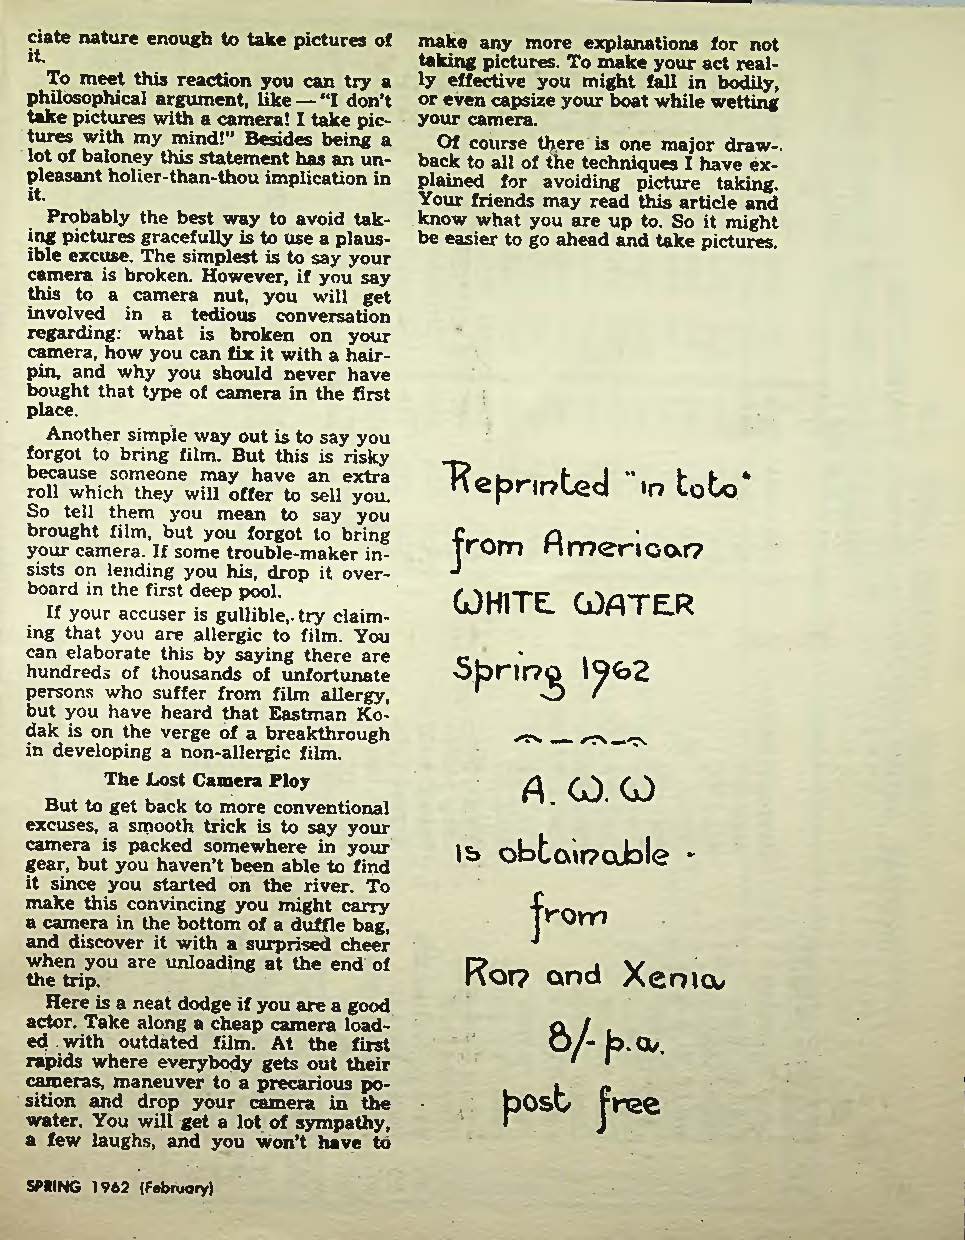 ciate nature enough to take pictures of
it.
To meet this reaction you can try a
philosophical argument, like — "I don't
take pictures with a camera! I take pic-
tures with my mind!" Besides being a
lot of baloney this statement has an un-
pleasant holier-than-thou implication in
it.
Probably the best way to avoid tak-
ing pictures gracefully is to use a plaus-
ible excuse. The simplest is to say your
camera is broken. However, if you say
this to a camera nut, you will get
involved in a tedious conversation
regarding: what is broken on your
camera, how you can fix it with a hair-
pin, and why you should never have
bought that type of camera in the first
place.
Another simple way out is to say you
forgot to bring film. But this is risky
because someone may have an extra
roll which they will offer to sell you.
So tell them you mean to say you
brought film, but you forgot to bring
your camera. If some trouble-maker in-
sists on lending you his, drop it over-
board in the first deep pool.
If your accuser is gullible, try claim-
ing that you are allergic to film. You
can elaborate this by saying there are
hundreds of thousands of unfortunate
persons who suffer from film allergy,
but you have heard that Eastman Ko-
dak is on the verge of a breakthrough
in developing a non-allergic film.
The Lost Camera Ploy
But to get back to more conventional
excuses, a smooth trick is to say your
camera is packed somewhere in your
gear, but you haven't been able to find
it since you started on the river. To
make this convincing you might carry
a camera in the bottom of a duffle bag,
and discover it with a surprised cheer
when you are unloading at the end of
the trip.
Here is a neat dodge if you are a good
actor. Take along a cheap camera load-
ed with outdated film. At the first
rapids where everybody gets out their
cameras, maneuver to a precarious po-
sition and drop your camera in the
water. You will get a lot of sympathy,
a few laughs, and you won't have to
make any more explanations for not
taking pictures. To make your act real-
ly effective you might fall in bodily,
or even capsize your boat while wetting
your camera.
Of course there is one major draw-
back to all of the techniques I have ex-
plained for avoiding picture taking.
Your friends may read this article and
know what you are up to. So it might
be easier to go ahead and take pictures.
Reprinted "in toto"
from American
WHITE WATER
Spring 1962
A. W. W
is obtainable -
from
Ron and Xenia
8/- p.a.
post free
SPRING 1962 (February)